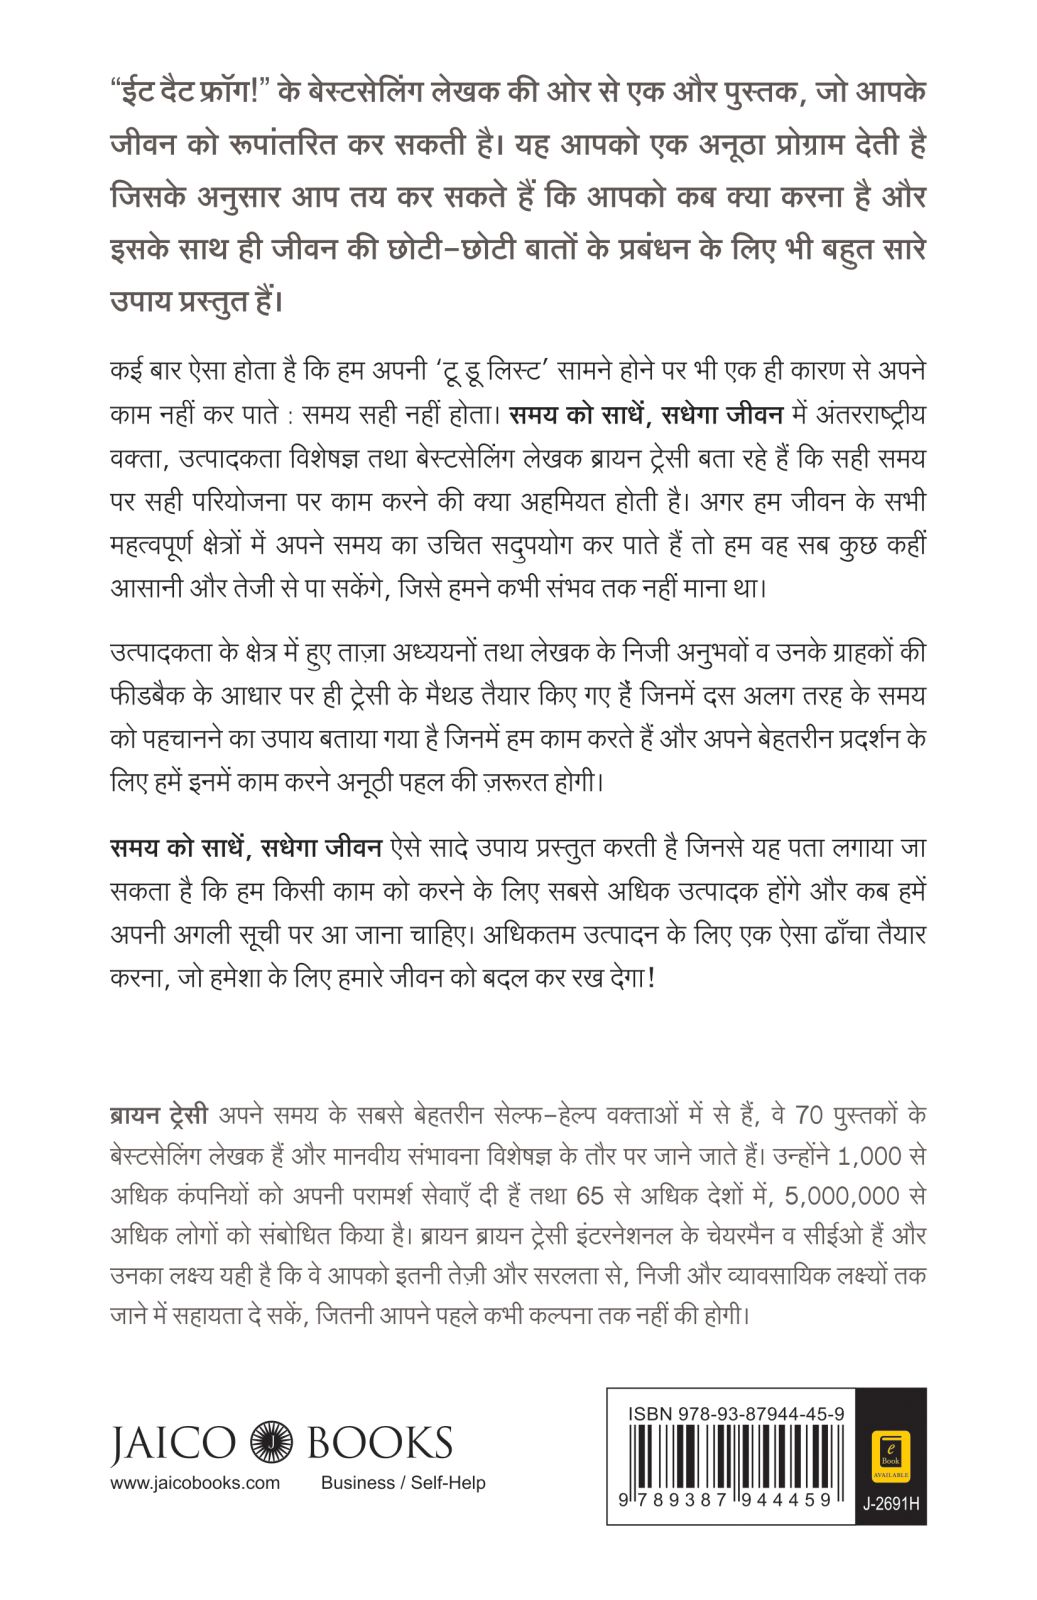 “ईट दैट फ्रॉग!” के बेस्टसेलिंग लेखक की ओर से एक और पुस्तक, जो आपके
जीवन को रूपांतरित कर सकती है। यह आपको एक अनूठा प्रोग्राम देती है
जिसके अनुसार आप तय कर सकते हैं कि आपको कब क्या करना है और
इसके साथ ही जीवन की छोटी-छोटी बातों के प्रबंधन के लिए भी बहुत सारे
उपाय प्रस्तुत हैं।
कई बार ऐसा होता है कि हम अपनी ‘टू डू लिस्ट’ सामने होने पर भी एक ही कारण से अपने
काम नहीं कर पाते : समय सही नहीं होता। समय को साधें, सधेगा जीवन में अंतरराष्ट्रीय
वक्ता, उत्पादकता विशेषज्ञ तथा बेस्टसेलिंग लेखक ब्रायन ट्रेसी बता रहे हैं कि सही समय
पर सही परियोजना पर काम करने की क्या अहमियत होती है। अगर हम जीवन के सभी
महत्वपूर्ण क्षेत्रों में अपने समय का उचित सदुपयोग कर पाते हैं तो हम वह सब कुछ कहीं
आसानी और तेजी से पा सकेंगे, जिसे हमने कभी संभव तक नहीं माना था।
उत्पादकता के क्षेत्र में हुए ताज़ा अध्ययनों तथा लेखक के निजी अनुभवों व उनके ग्राहकों की
फीडबैक के आधार पर ही ट्रेसी के मैथड तैयार किए गए हैं जिनमें दस अलग तरह के समय
को पहचानने का उपाय बताया गया है जिनमें हम काम करते हैं और अपने बेहतरीन प्रदर्शन के
लिए हमें इनमें काम करने अनूठी पहल की ज़रूरत होगी।
समय को साधें, सधेगा जीवन ऐसे सादे उपाय प्रस्तुत करती है जिनसे यह पता लगाया जा
सकता है कि हम किसी काम को करने के लिए सबसे अधिक उत्पादक होंगे और कब हमें
अपनी अगली सूची पर आ जाना चाहिए। अधिकतम उत्पादन के लिए एक ऐसा ढाँचा तैयार
करना, जो हमेशा के लिए हमारे जीवन को बदल कर रख देगा!
ब्रायन ट्रेसी अपने समय के सबसे बेहतरीन सेल्फ-हेल्प वक्ताओं में से हैं, वे 70 पुस्तकों के
बेस्टसेलिंग लेखक हैं और मानवीय संभावना विशेषज्ञ के तौर पर जाने जाते हैं। उन्होंने 1,000 से
अधिक कंपनियों को अपनी परामर्श सेवाएँ दी हैं तथा 65 से अधिक देशों में, 5,000,000 से
अधिक लोगों को संबोधित किया है। ब्रायन ब्रायन ट्रेसी इंटरनेशनल के चेयरमैन व सीईओ हैं और
उनका लक्ष्य यही है कि वे आपको इतनी तेज़ी और सरलता से, निजी और व्यावसायिक लक्ष्यों तक
जाने में सहायता दे सकें, जितनी आपने पहले कभी कल्पना तक नहीं की होगी।
JAICO J BOOKS
www.jaicobooks.com Business / Self-Help
ISBN 978-93-87944-45-9
9 789387 944459
e
Book
AVAILABLE
J-2691H